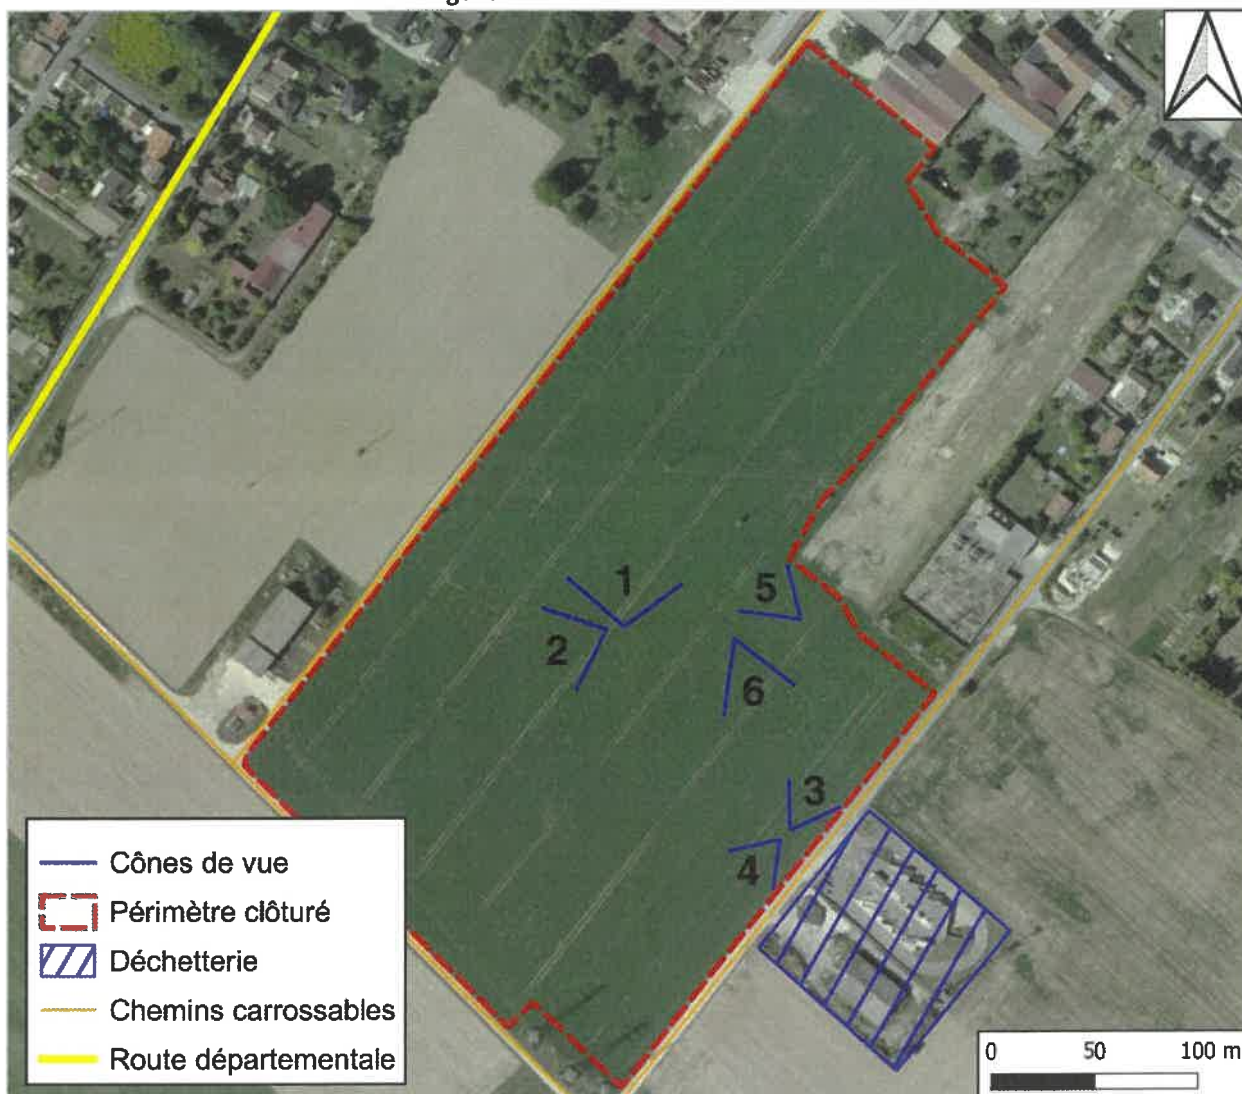 1
5
2
6
3
4
Cônes de vue
Périmètre clôturé
Déchetterie
Chemins carrossables
Route départementale
0 50 100 m